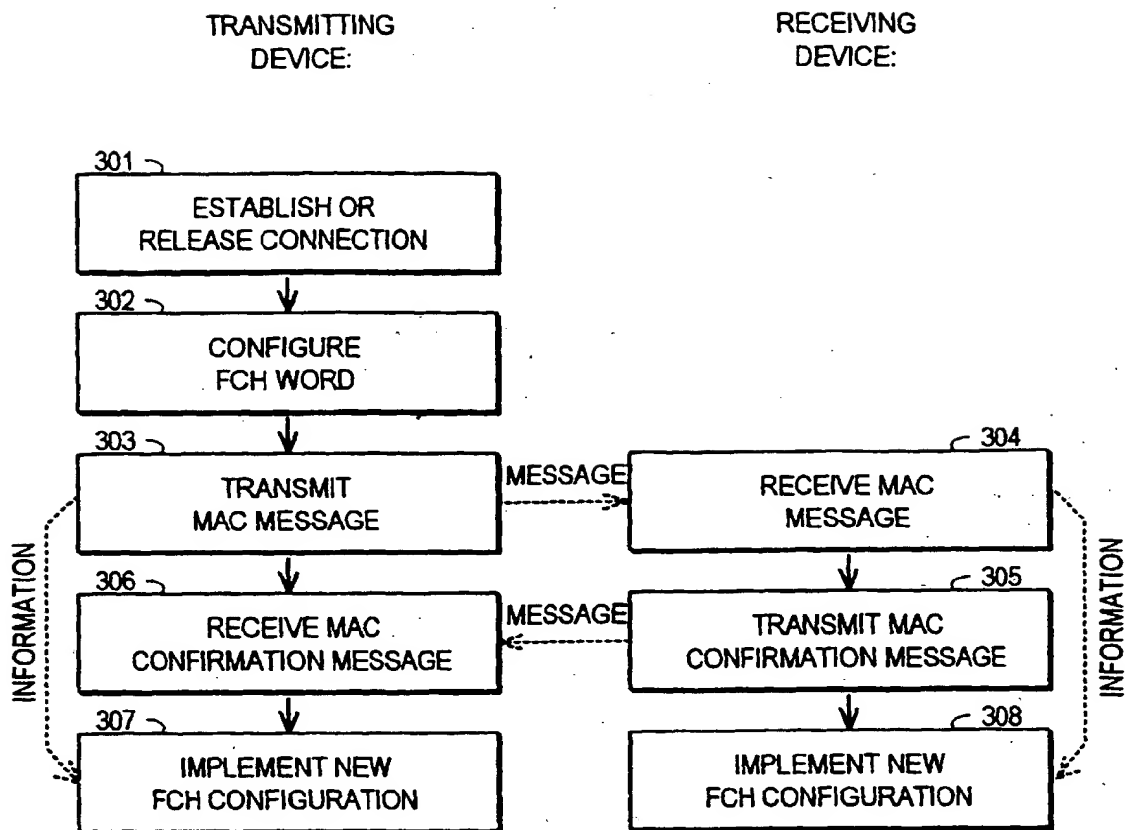 TRANSMITTING
DEVICE:
RECEIVING
DEVICE:
301
ESTABLISH OR
RELEASE CONNECTION
302
CONFIGURE
FCH WORD
303
TRANSMIT
MAC MESSAGE
MESSAGE
304
RECEIVE MAC
MESSAGE
INFORMATION
306
RECEIVE MAC
CONFIRMATION MESSAGE
MESSAGE
305
TRANSMIT MAC
CONFIRMATION MESSAGE
INFORMATION
307
IMPLEMENT NEW
FCH CONFIGURATION
308
IMPLEMENT NEW
FCH CONFIGURATION